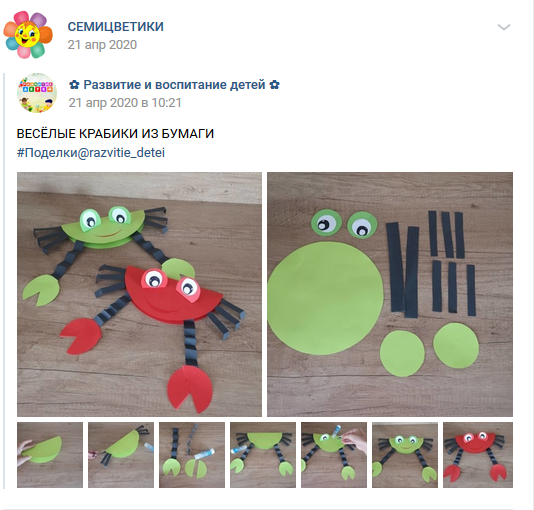 СЕМИЦВЕТИКИ
21 апр 2020
✿ Развитие и воспитание детей ✿
21 апр 2020 в 10:21
ВЕСЁЛЫЕ КРАБИКИ ИЗ БУМАГИ
#Поделки@razvitie_detei